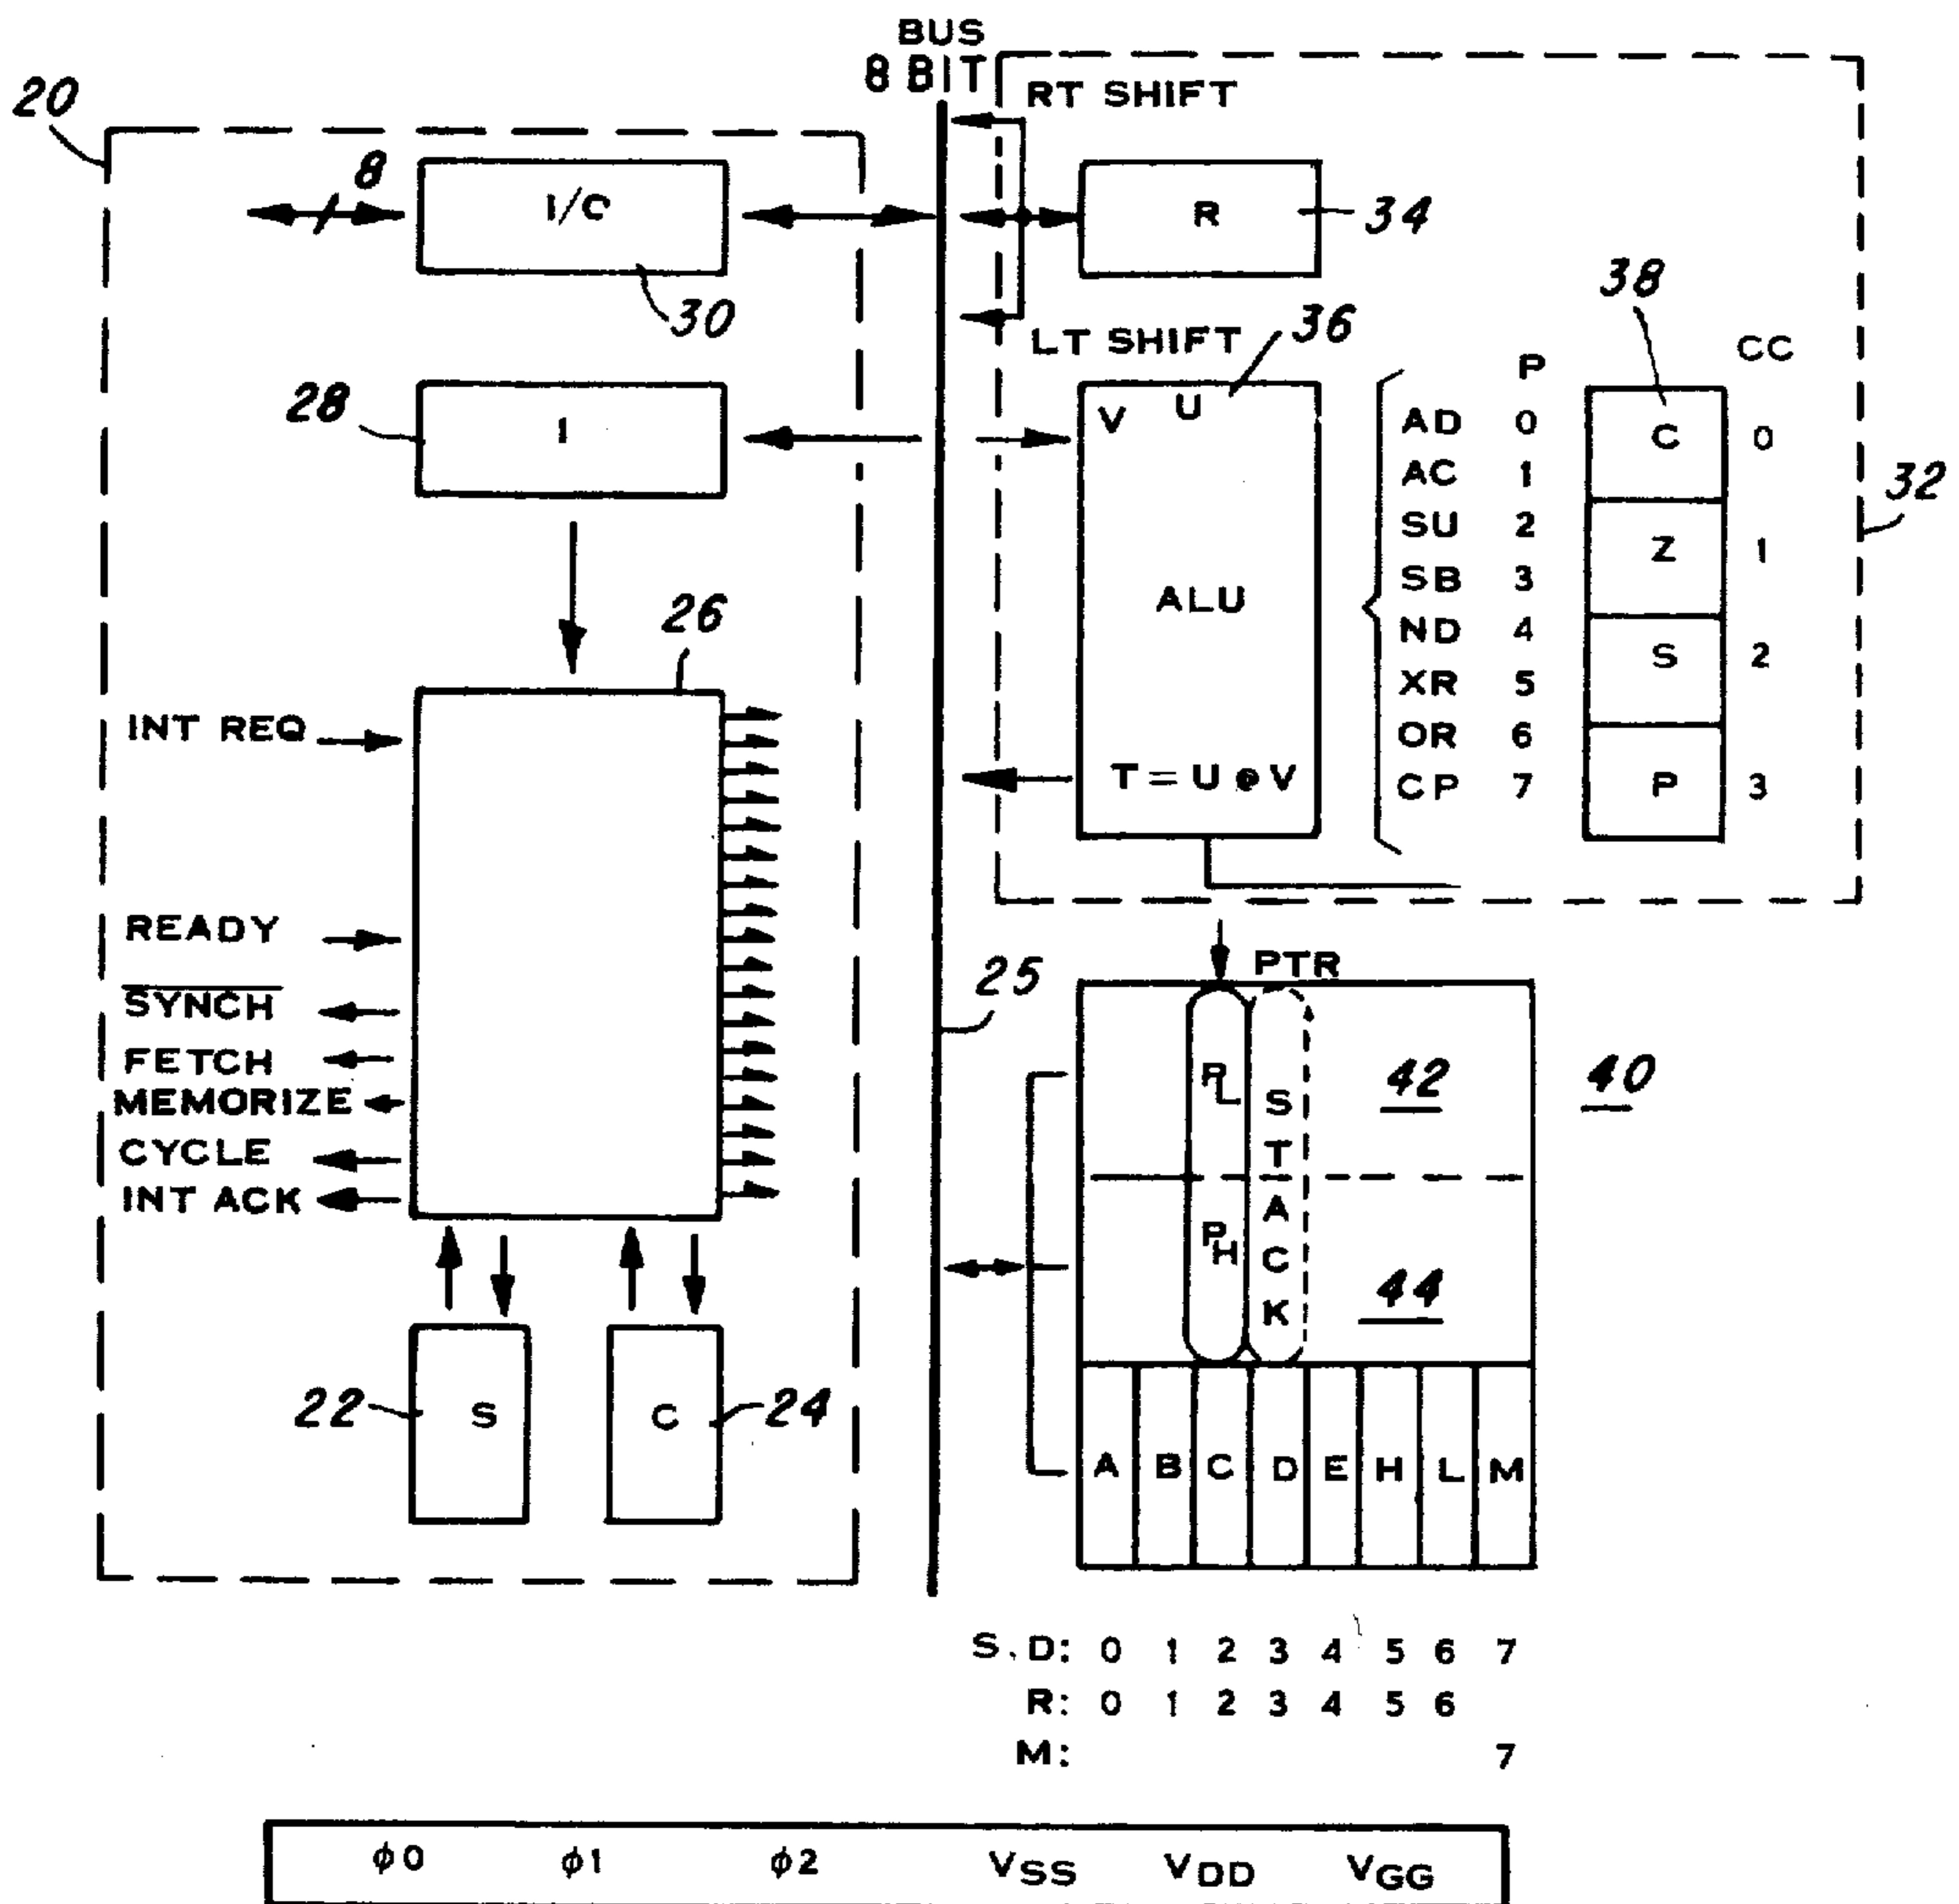 BUS
8 BIT
RT SHIFT
20
8
I/C
30
R
34
LT SHIFT
36
38
CC
28
I
V U
ALU
T = U ⊕ V
P
AD 0
AC 1
SU 2
SB 3
ND 4
XR 5
OR 6
CP 7
C 0
Z 1
S 2
P 3
32
26
INT REQ
READY
SYNCH
FETCH
MEMORIZE
CYCLE
INT ACK
25
PTR
PL
PH
STACK
42
44
40
22
S
C
24
A B C D E H L M
S, D: 0 1 2 3 4 5 6 7
R: 0 1 2 3 4 5 6
M: 7
φ0 φ1 φ2 VSS VDD VGG